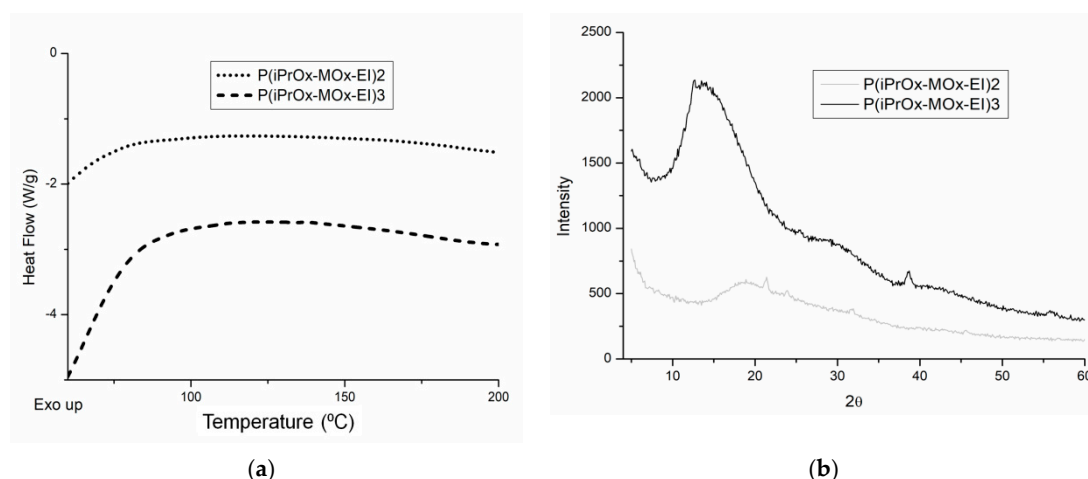 0
-2
-4
Heat Flow (W/g)
P(iPrOx-MOx-EI)2
P(iPrOx-MOx-EI)3
100
150
200
Exo up
Temperature (ºC)
(a)
2500
2000
1500
1000
500
0
Intensity
P(iPrOx-MOx-EI)2
P(iPrOx-MOx-EI)3
10
20
30
40
50
60
2θ
(b)